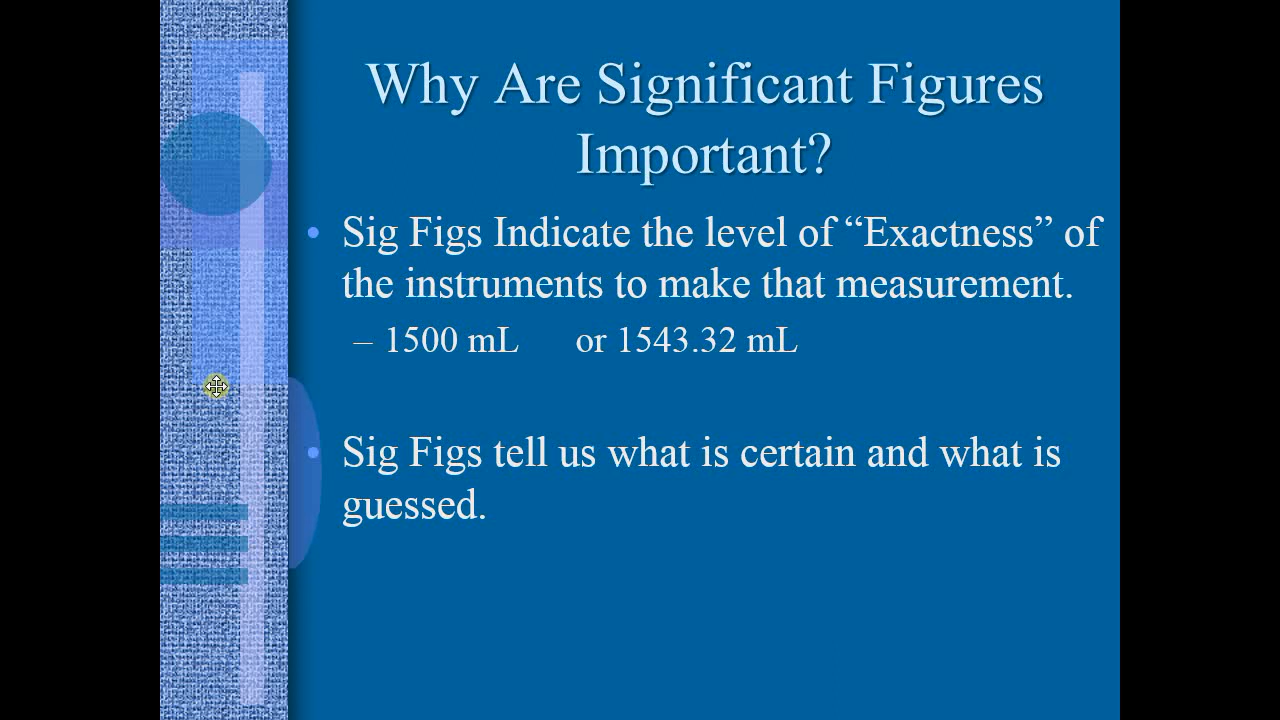 Why Are Significant Figures
Important?
• Sig Figs Indicate the level of “Exactness” of
the instruments to make that measurement.
– 1500 mL or 1543.32 mL
• Sig Figs tell us what is certain and what is
guessed.